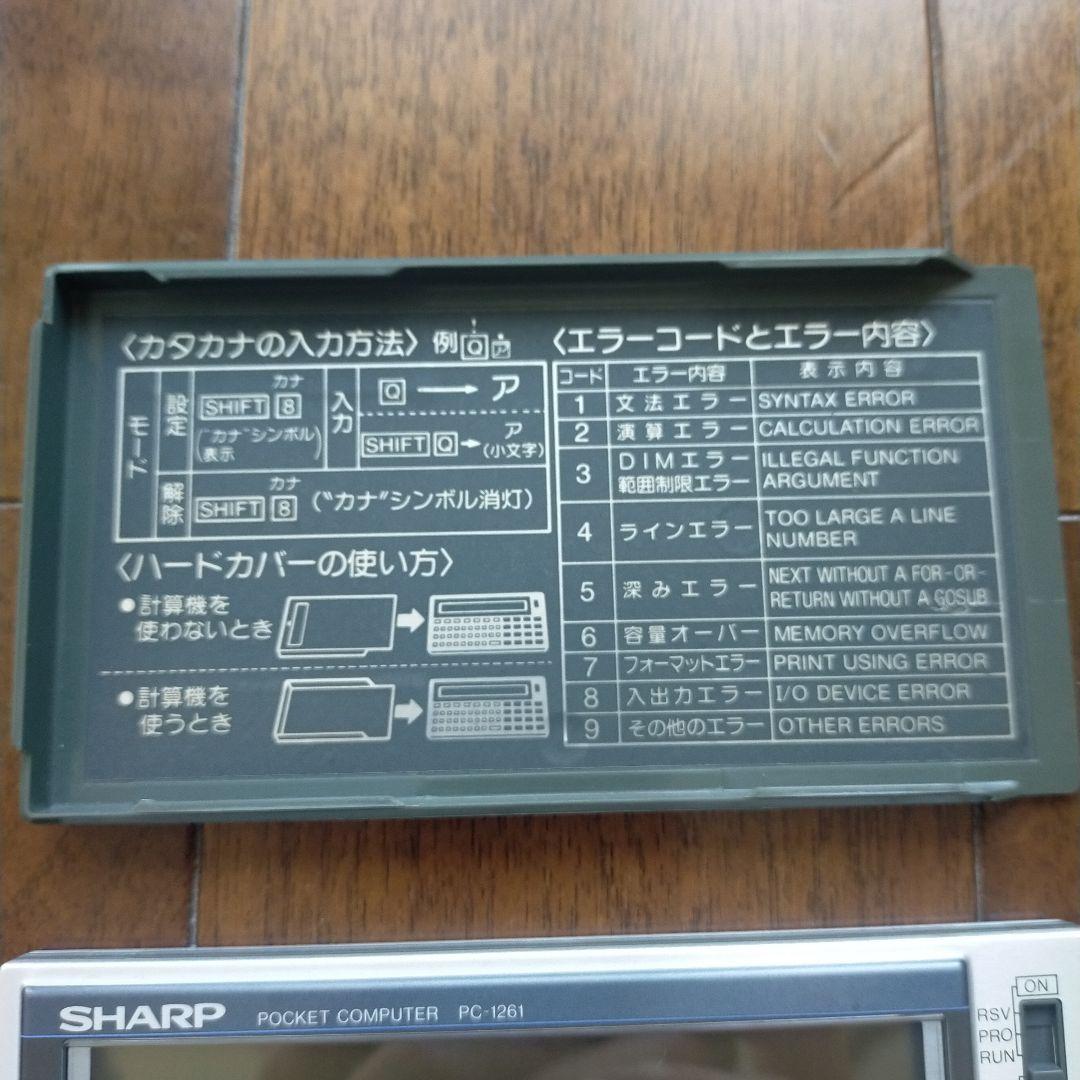 〈カタカナの入力方法〉 例 Q ア
モード
設定
カナ
SHIFT 8
("カナ"シンボル表示)
入力
Q → ア
SHIFT Q → ア
(小文字)
解除
カナ
SHIFT 8 ("カナ"シンボル消灯)
〈ハードカバーの使い方〉
●計算機を
使わないとき
●計算機を
使うとき
〈エラーコードとエラー内容〉
コード エラー内容 表示内容
1 文法エラー SYNTAX ERROR
2 演算エラー CALCULATION ERROR
3 DIMエラー 範囲制限エラー ILLEGAL FUNCTION ARGUMENT
4 ラインエラー TOO LARGE A LINE NUMBER
5 深みエラー NEXT WITHOUT A FOR-OR- RETURN WITHOUT A GOSUB
6 容量オーバー MEMORY OVERFLOW
7 フォーマットエラー PRINT USING ERROR
8 入出力エラー I/O DEVICE ERROR
9 その他のエラー OTHER ERRORS
SHARP POCKET COMPUTER PC-1261
ON
RSV
PRO
RUN